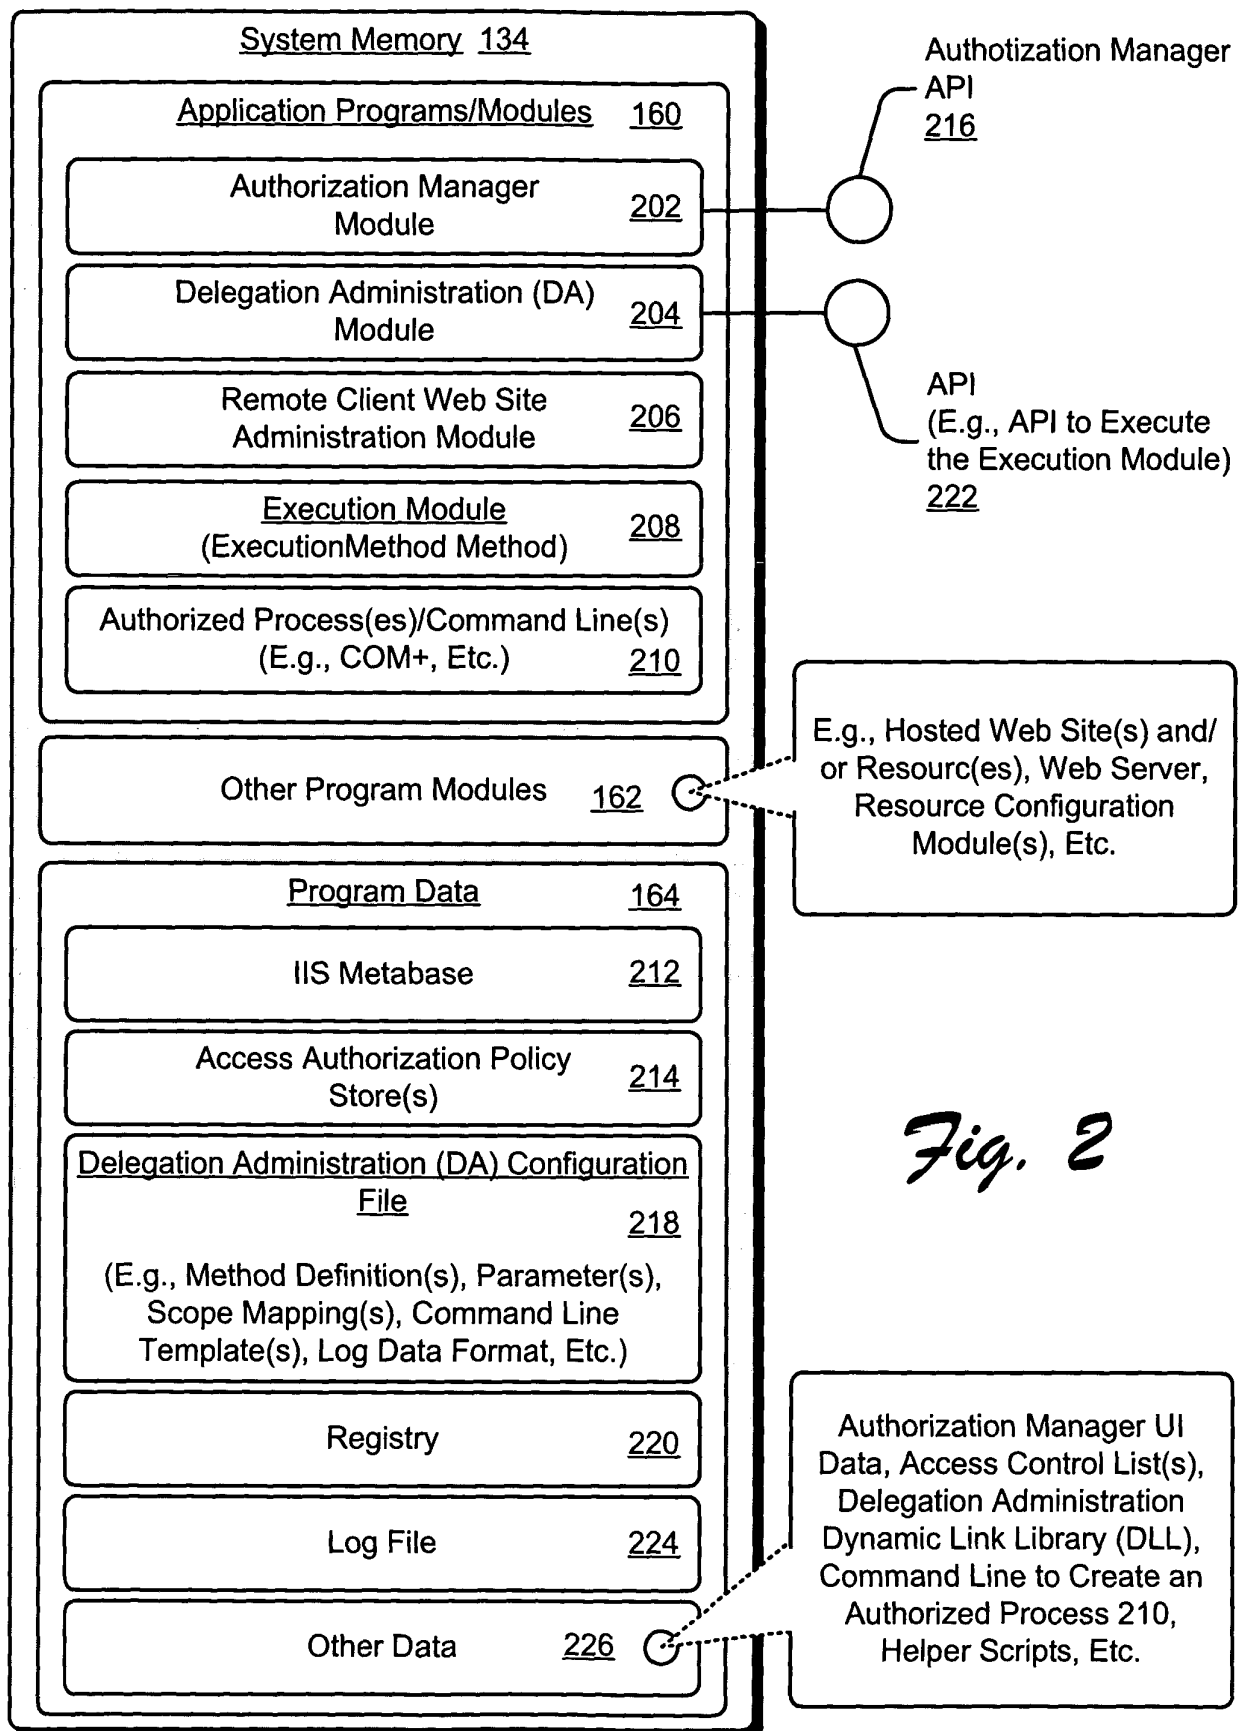 System Memory 134
Application Programs/Modules 160
Authorization Manager
Module
202
Delegation Administration (DA)
Module
204
Remote Client Web Site
Administration Module
206
Execution Module
(ExecutionMethod Method)
208
Authorized Process(es)/Command Line(s)
(E.g., COM+, Etc.) 210
Authotization Manager
API
216
API
(E.g., API to Execute
the Execution Module)
222
Other Program Modules 162
E.g., Hosted Web Site(s) and/
or Resourc(es), Web Server,
Resource Configuration
Module(s), Etc.
Program Data 164
IIS Metabase 212
Access Authorization Policy
Store(s)
214
Delegation Administration (DA) Configuration
File
218
(E.g., Method Definition(s), Parameter(s),
Scope Mapping(s), Command Line
Template(s), Log Data Format, Etc.)
Registry 220
Log File 224
Other Data 226
Authorization Manager UI
Data, Access Control List(s),
Delegation Administration
Dynamic Link Library (DLL),
Command Line to Create an
Authorized Process 210,
Helper Scripts, Etc.
Fig. 2